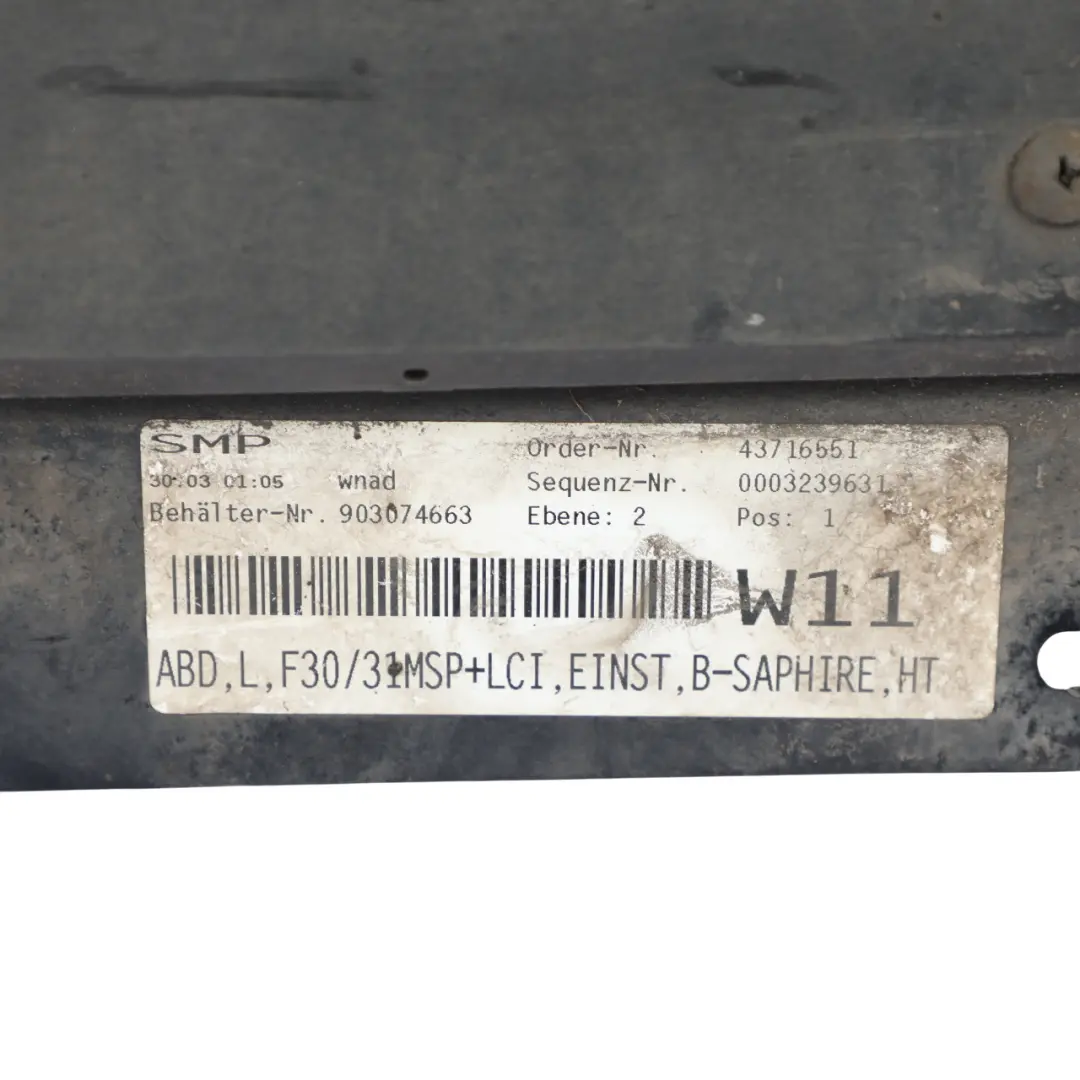 SMP Order-Nr. 43716551
30.03 01:05 wnad Sequenz-Nr. 0003239631
Behälter-Nr. 903074663 Ebene: 2 Pos: 1
W11
ABD,L,F30/31MSP+LCI,EINST,B-SAPHIRE,HT